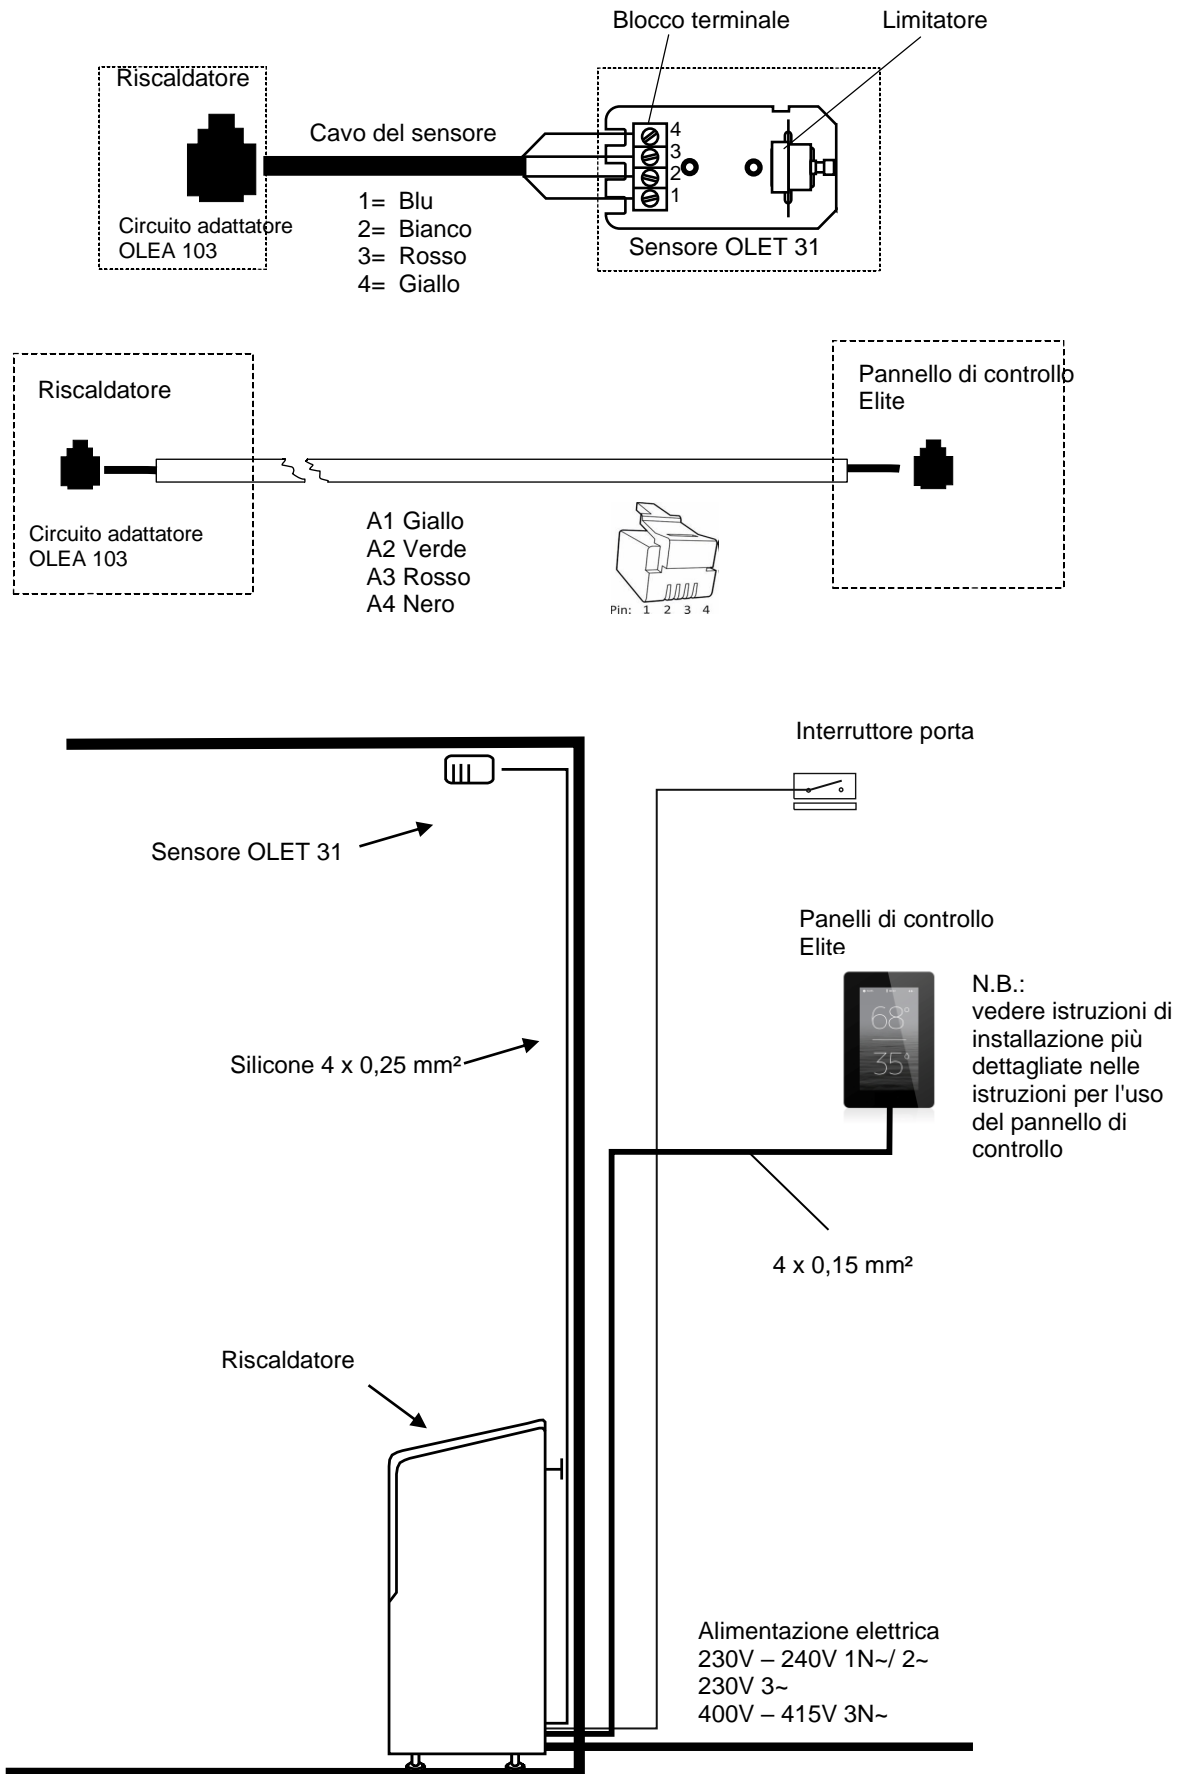 Blocco terminale
Limitatore
Riscaldatore
Cavo del sensore
4
3
2
1
1= Blu
2= Bianco
3= Rosso
4= Giallo
Circuito adattatore
OLEA 103
Sensore OLET 31
Riscaldatore
Pannello di controllo
Elite
Circuito adattatore
OLEA 103
A1 Giallo
A2 Verde
A3 Rosso
A4 Nero
Pin: 1 2 3 4
Interruttore porta
Sensore OLET 31
Panelli di controllo
Elite
68°
35°
N.B.:
vedere istruzioni di
installazione più
dettagliate nelle
istruzioni per l'uso
del pannello di
controllo
Silicone 4 x 0,25 mm²
4 x 0,15 mm²
Riscaldatore
Alimentazione elettrica
230V – 240V 1N~/ 2~
230V 3~
400V – 415V 3N~